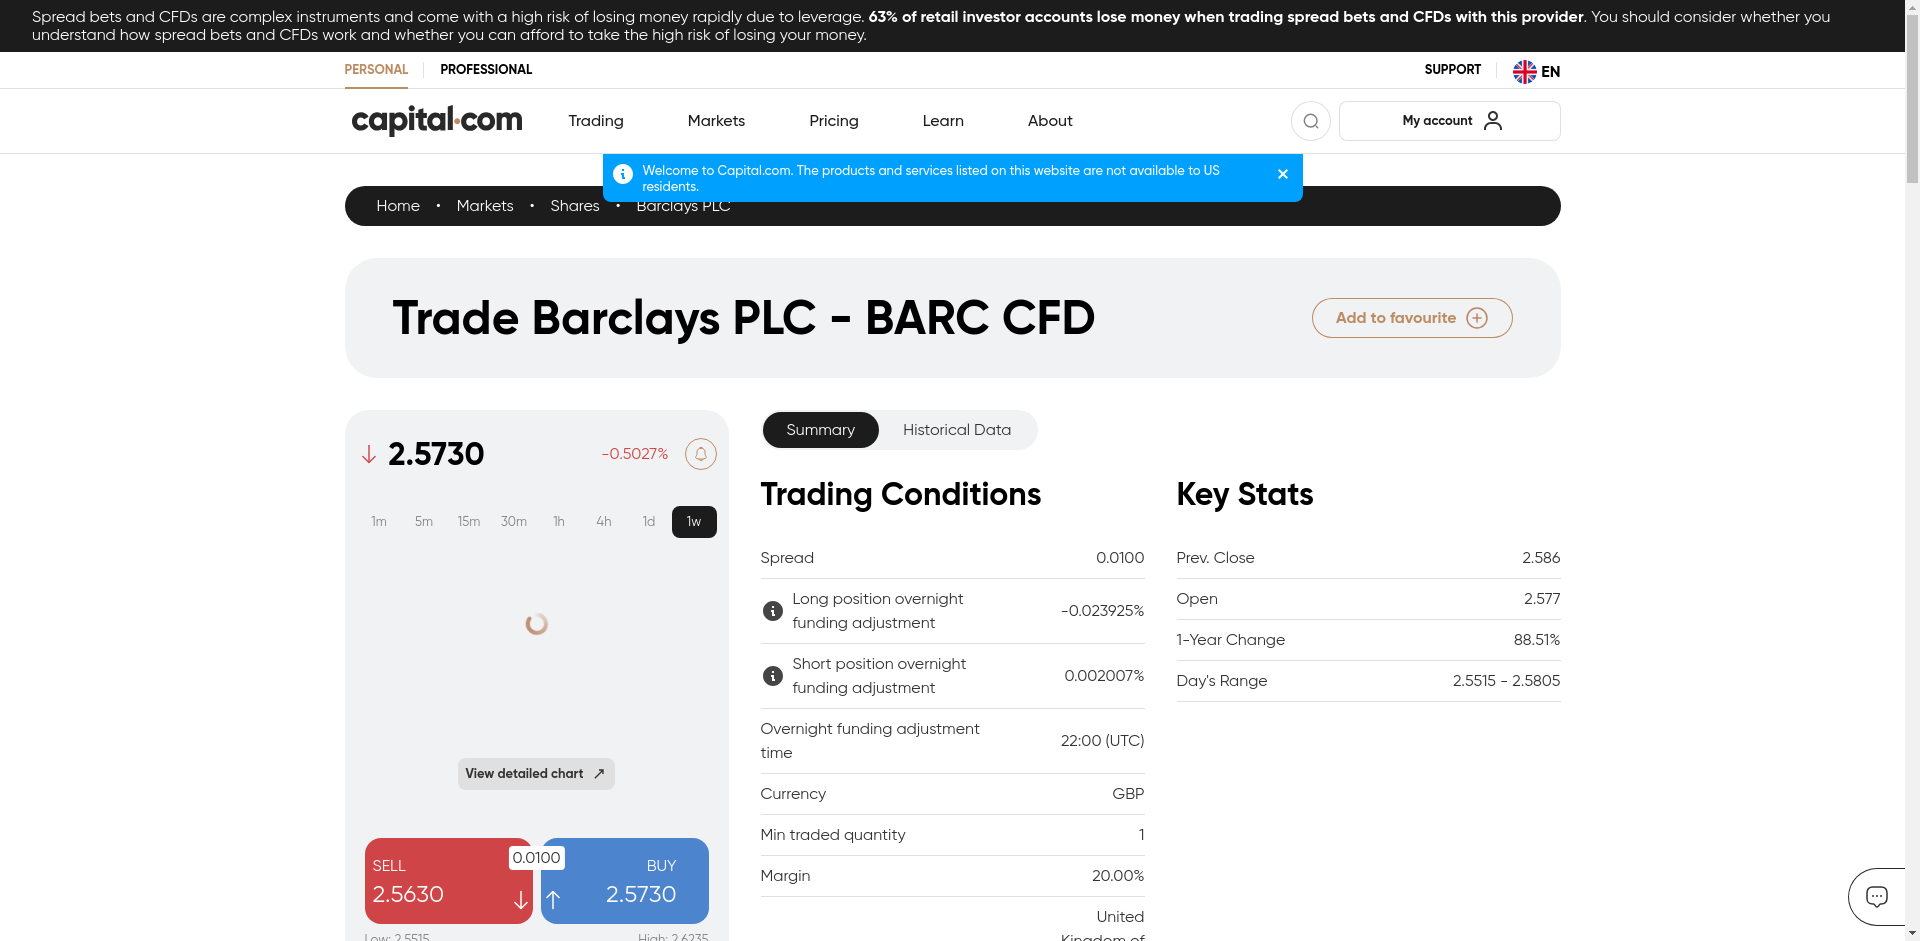 Spread bets and CFDs are complex instruments and come with a high risk of losing money rapidly due to leverage. 63% of retail investor accounts lose money when trading spread bets and CFDs with this provider. You should consider whether you
understand how spread bets and CFDs work and whether you can afford to take the high risk of losing your money.
PERSONAL PROFESSIONAL SUPPORT EN
capital.com Trading Markets Pricing Learn About My account
Welcome to Capital.com. The products and services listed on this website are not available to US
residents.
Home • Markets • Shares • Barclays PLC
Trade Barclays PLC - BARC CFD
Add to favourite
2.5730 -0.5027%
1m 5m 15m 30m 1h 4h 1d 1w
View detailed chart
SELL 0.0100 BUY
2.5630 2.5730
Low: 2.5515 High: 2.6235
Summary Historical Data
Trading Conditions
Spread 0.0100
Long position overnight
funding adjustment -0.023925%
Short position overnight
funding adjustment 0.002007%
Overnight funding adjustment
time 22:00 (UTC)
Currency GBP
Min traded quantity 1
Margin 20.00%
United
Kingdom of
Key Stats
Prev. Close 2.586
Open 2.577
1-Year Change 88.51%
Day's Range 2.5515 - 2.5805